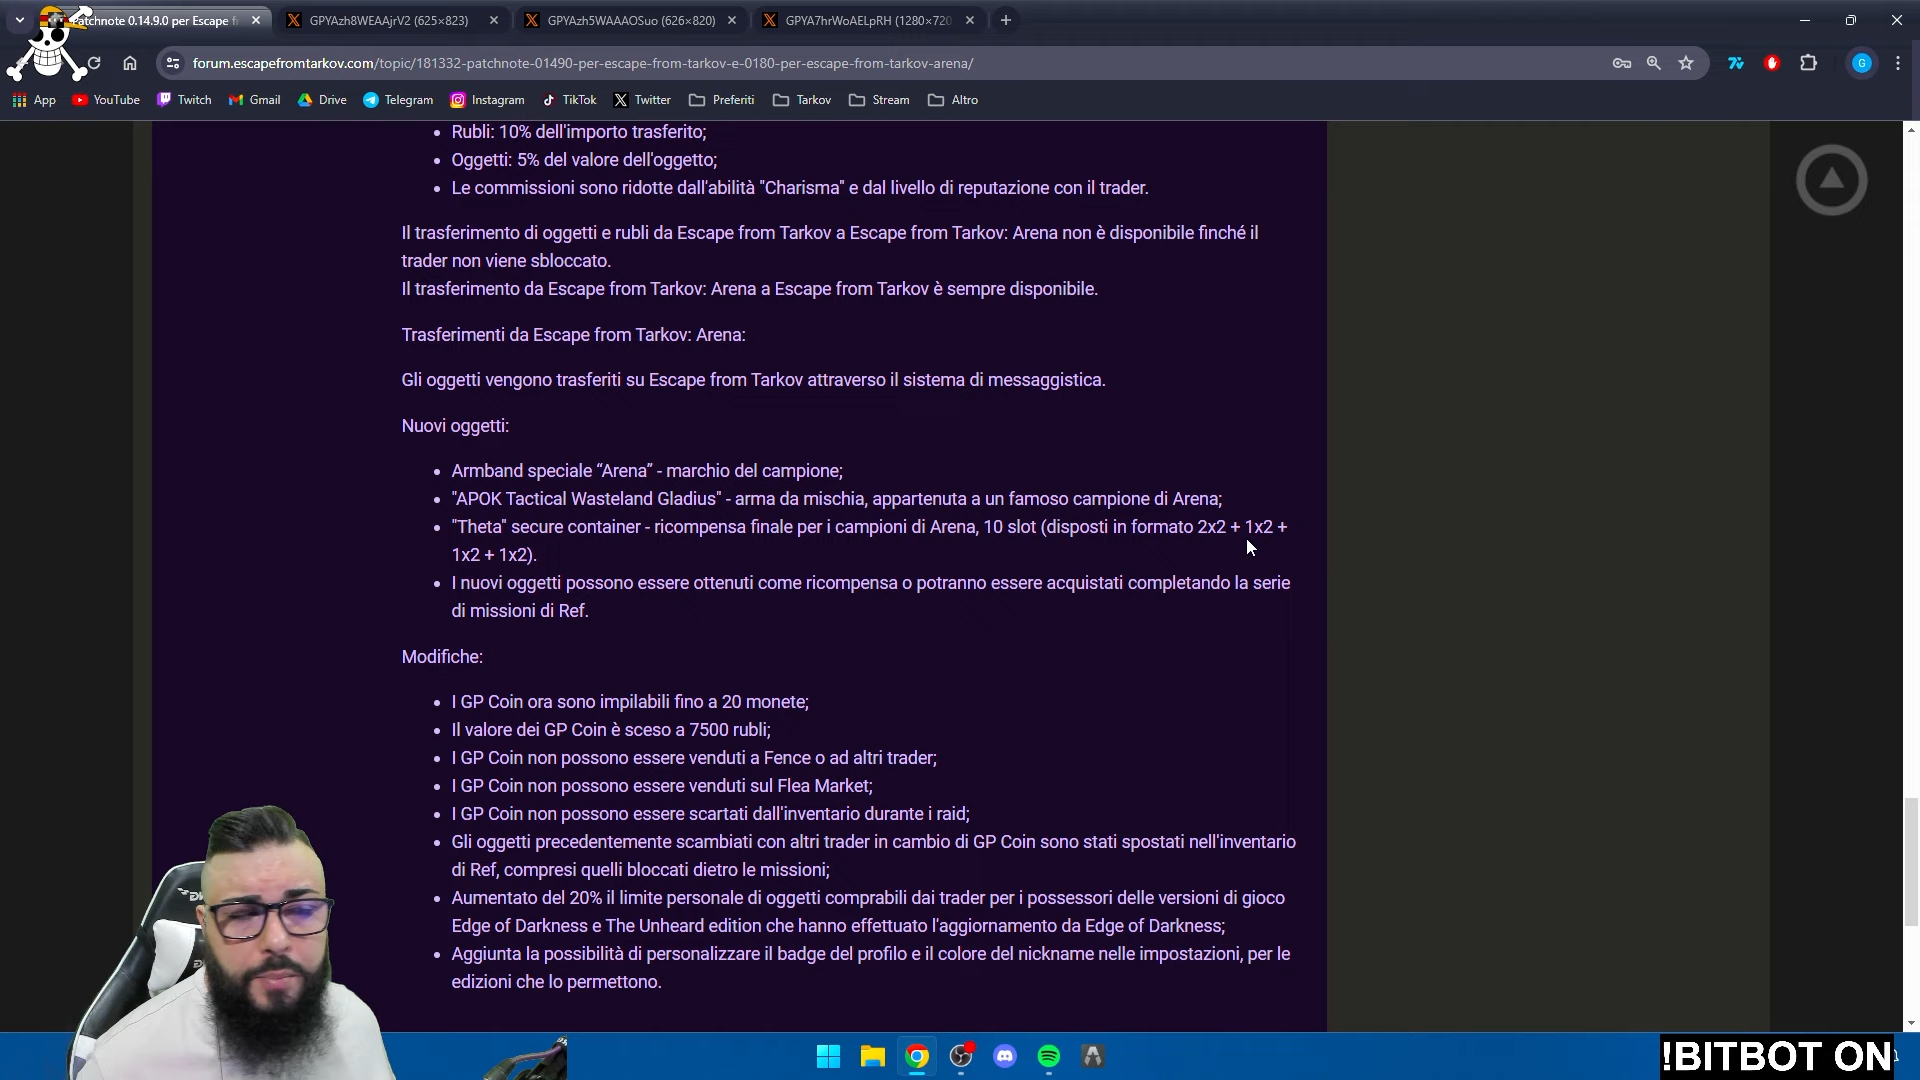 Patchnote 0.14.9.0 per Escape f
GPYAzh8WEAAjrV2 (625×823)
GPYAzh5WAAAOSuo (626×820)
GPYA7hrWoAELpRH (1280×720
forum.escapefromtarkov.com/topic/181332-patchnote-01490-per-escape-from-tarkov-e-0180-per-escape-from-tarkov-arena/
G
App
YouTube
Twitch
Gmail
Drive
Telegram
Instagram
TikTok
Twitter
Preferiti
Tarkov
Stream
Altro
• Rubli: 10% dell'importo trasferito;
• Oggetti: 5% del valore dell'oggetto;
• Le commissioni sono ridotte dall'abilità "Charisma" e dal livello di reputazione con il trader.
Il trasferimento di oggetti e rubli da Escape from Tarkov a Escape from Tarkov: Arena non è disponibile finché il
trader non viene sbloccato.
Il trasferimento da Escape from Tarkov: Arena a Escape from Tarkov è sempre disponibile.
Trasferimenti da Escape from Tarkov: Arena:
Gli oggetti vengono trasferiti su Escape from Tarkov attraverso il sistema di messaggistica.
Nuovi oggetti:
• Armband speciale “Arena” - marchio del campione;
• "APOK Tactical Wasteland Gladius" - arma da mischia, appartenuta a un famoso campione di Arena;
• "Theta" secure container - ricompensa finale per i campioni di Arena, 10 slot (disposti in formato 2x2 + 1x2 +
1x2 + 1x2).
• I nuovi oggetti possono essere ottenuti come ricompensa o potranno essere acquistati completando la serie
di missioni di Ref.
Modifiche:
• I GP Coin ora sono impilabili fino a 20 monete;
• Il valore dei GP Coin è sceso a 7500 rubli;
• I GP Coin non possono essere venduti a Fence o ad altri trader;
• I GP Coin non possono essere venduti sul Flea Market;
• I GP Coin non possono essere scartati dall'inventario durante i raid;
• Gli oggetti precedentemente scambiati con altri trader in cambio di GP Coin sono stati spostati nell'inventario
di Ref, compresi quelli bloccati dietro le missioni;
• Aumentato del 20% il limite personale di oggetti comprabili dai trader per i possessori delle versioni di gioco
Edge of Darkness e The Unheard edition che hanno effettuato l'aggiornamento da Edge of Darkness;
• Aggiunta la possibilità di personalizzare il badge del profilo e il colore del nickname nelle impostazioni, per le
edizioni che lo permettono.
!BITBOT ON